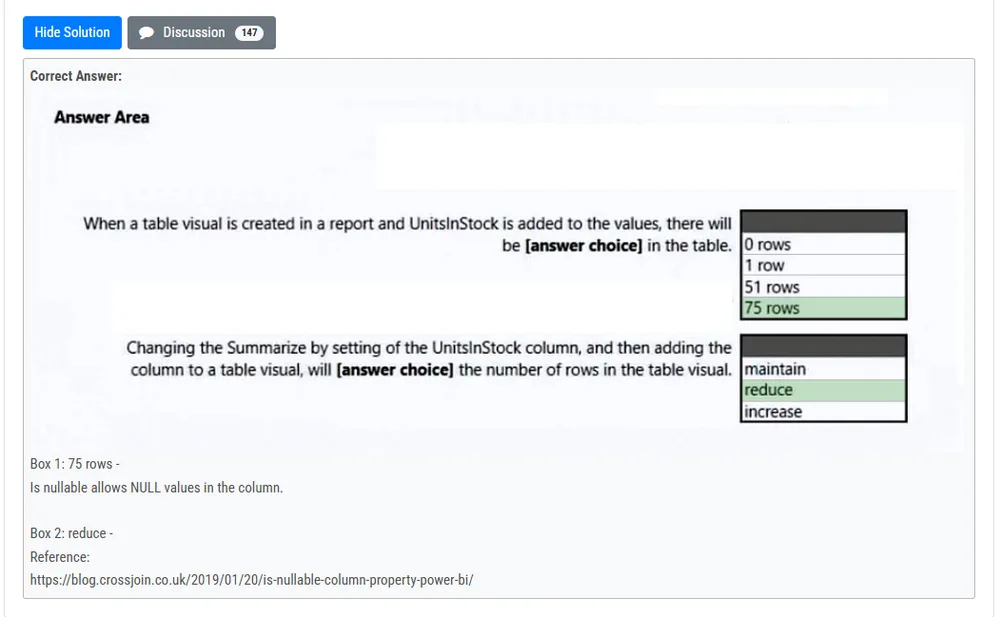 Hide Solution
Discussion 147
Correct Answer:
Answer Area
When a table visual is created in a report and UnitsInStock is added to the values, there will
be [answer choice] in the table.
0 rows
1 row
51 rows
75 rows
Changing the Summarize by setting of the UnitsInStock column, and then adding the
column to a table visual, will [answer choice] the number of rows in the table visual.
maintain
reduce
increase
Box 1: 75 rows -
Is nullable allows NULL values in the column.
Box 2: reduce -
Reference:
https://blog.crossjoin.co.uk/2019/01/20/is-nullable-column-property-power-bi/